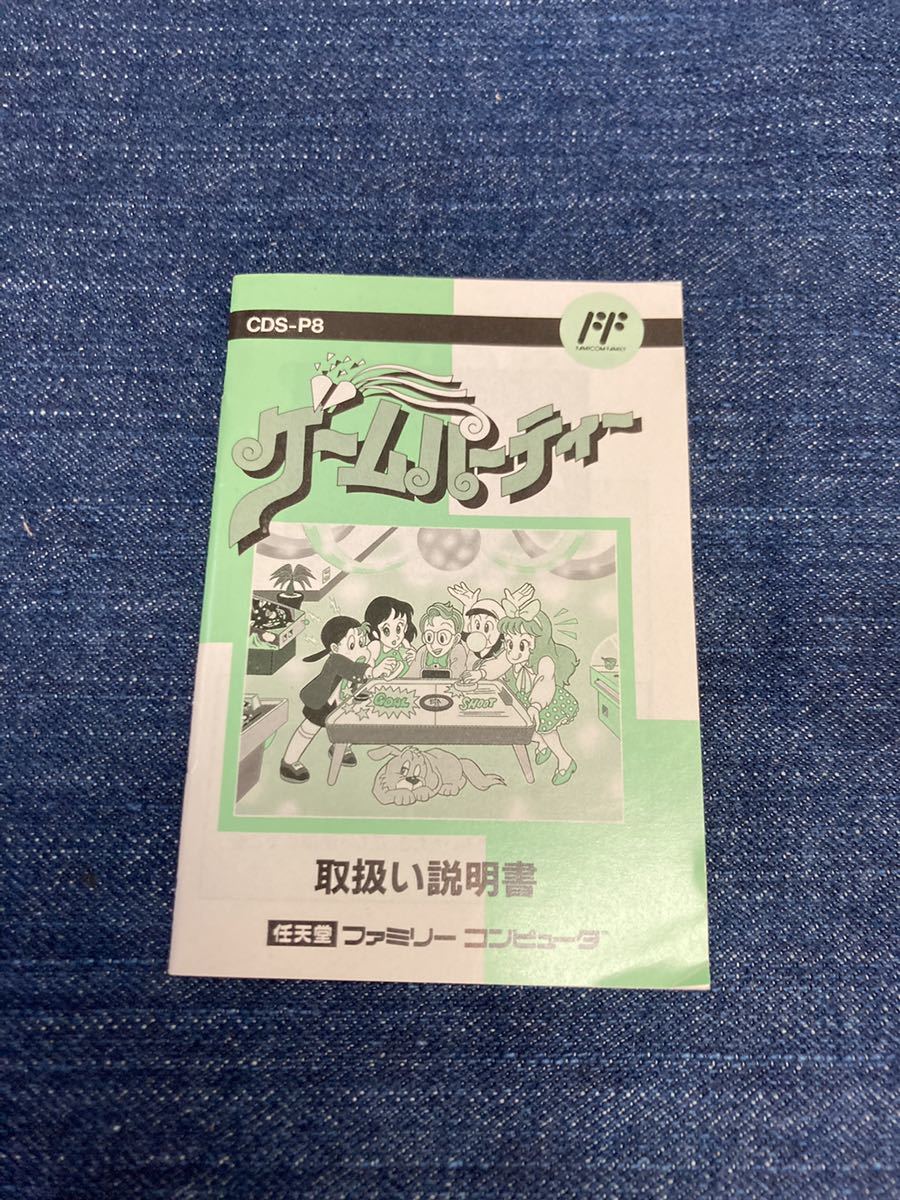 CDS-P8
FAMICOM FAMILY
ゲームパーティー
GOAL
SHOOT
取扱い説明書
任天堂 ファミリー コンピュータ